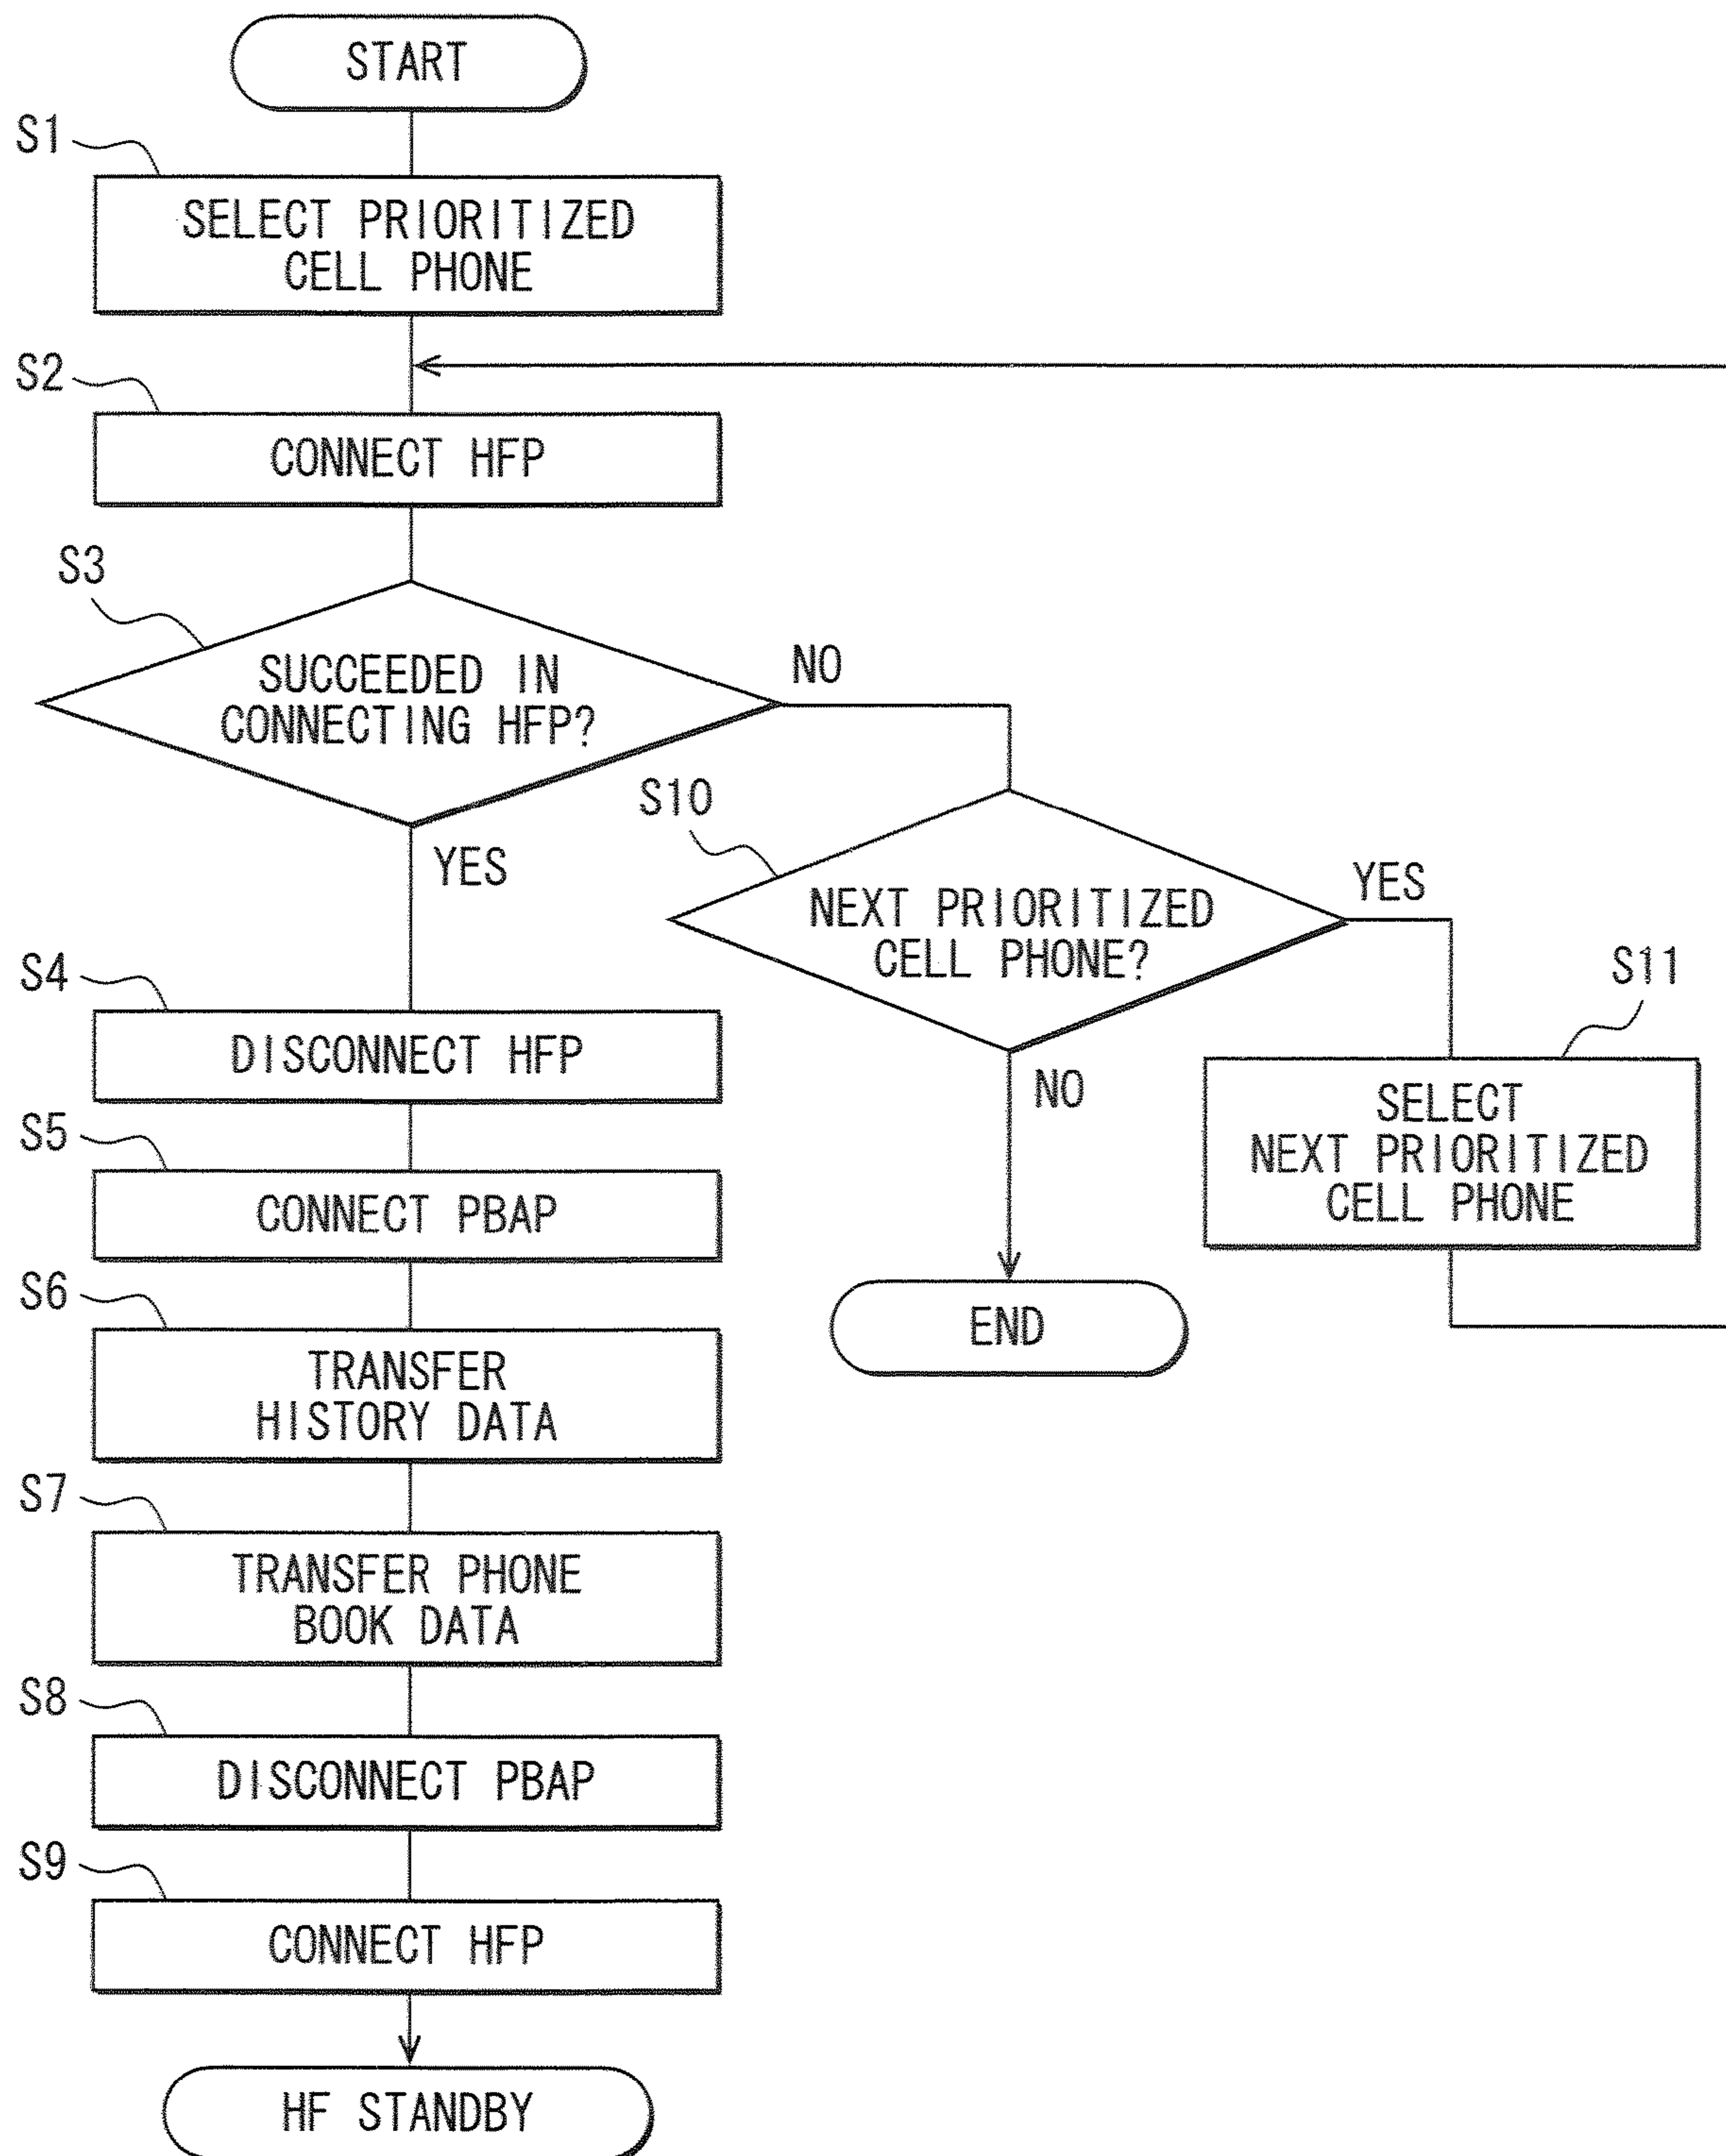 START
S1
SELECT PRIORITIZED
CELL PHONE
S2
CONNECT HFP
S3
SUCCEEDED IN
CONNECTING HFP?
NO
YES
S10
NEXT PRIORITIZED
CELL PHONE?
YES
NO
S11
SELECT
NEXT PRIORITIZED
CELL PHONE
END
S4
DISCONNECT HFP
S5
CONNECT PBAP
S6
TRANSFER
HISTORY DATA
S7
TRANSFER PHONE
BOOK DATA
S8
DISCONNECT PBAP
S9
CONNECT HFP
HF STANDBY